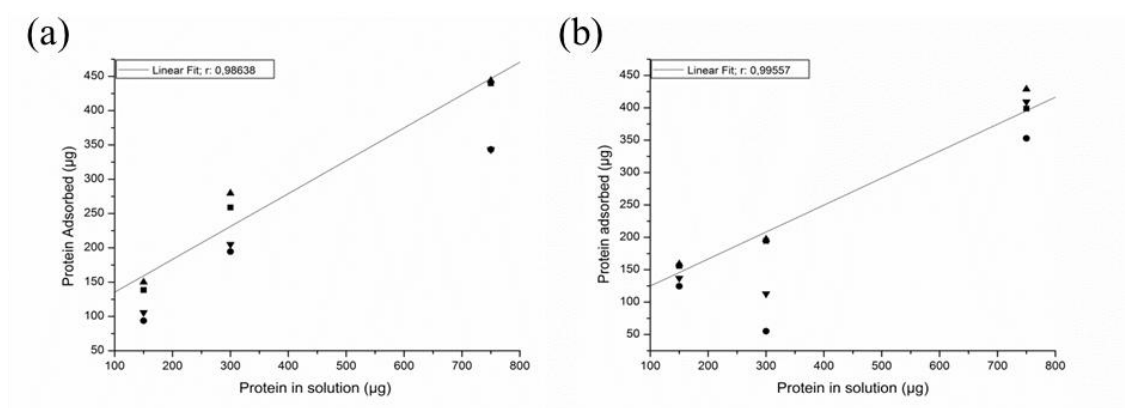 (a)
Linear Fit; r: 0,98638
450
400
350
300
250
200
150
100
50
Protein Adsorbed (µg)
100 200 300 400 500 600 700 800
Protein in solution (µg)
(b)
Linear Fit; r: 0,99557
450
400
350
300
250
200
150
100
50
Protein adsorbed (µg)
100 200 300 400 500 600 700 800
Protein in solution (µg)